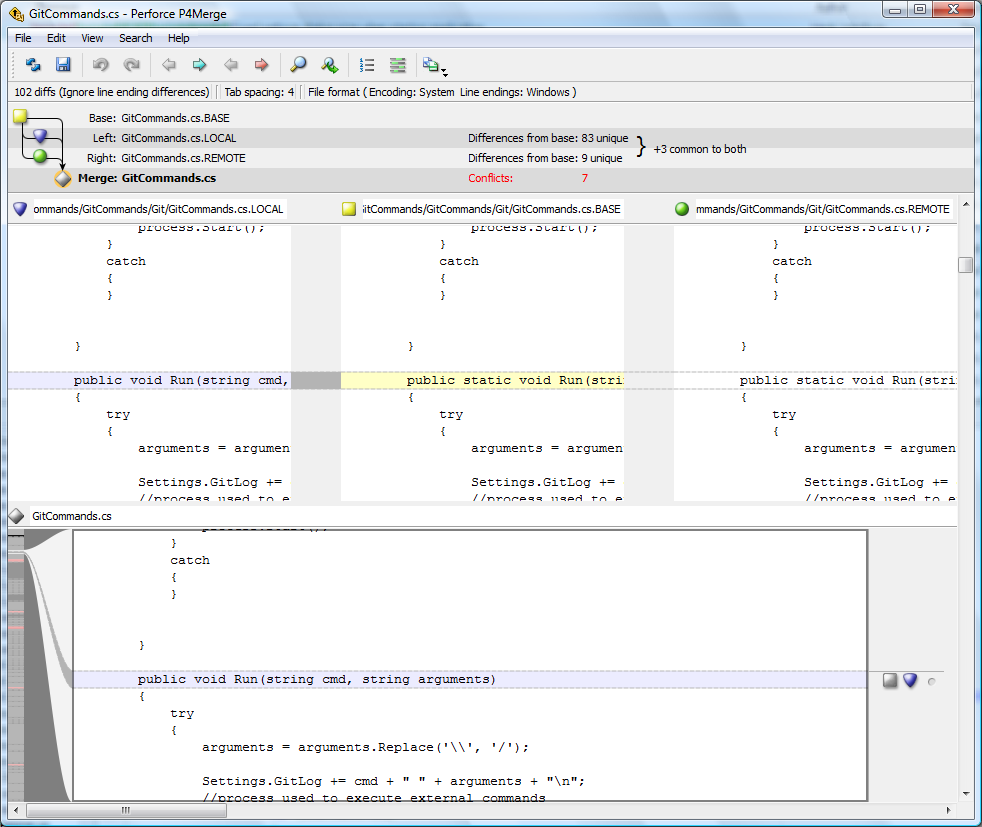 GitCommands.cs - Perforce P4Merge
File Edit View Search Help
102 diffs (Ignore line ending differences) Tab spacing: 4 File format ( Encoding: System Line endings: Windows )
Base: GitCommands.cs.BASE
Left: GitCommands.cs.LOCAL Differences from base: 83 unique
Right: GitCommands.cs.REMOTE Differences from base: 9 unique
} +3 common to both
Merge: GitCommands.cs Conflicts: 7
ommands/GitCommands/Git/GitCommands.cs.LOCAL itCommands/GitCommands/Git/GitCommands.cs.BASE mmands/GitCommands/Git/GitCommands.cs.REMOTE
process.Start(); process.Start(); process.Start();
} } }
catch catch catch
{ { {
} } }
} } }
public void Run(string cmd, public static void Run(stri public static void Run(stri
{ { {
try try try
{ { {
arguments = argumen arguments = argumen arguments = argumen
Settings.GitLog += Settings.GitLog += Settings.GitLog +=
//process used to e //process used to e //process used to e
GitCommands.cs
process.Start();
}
catch
{
}
}
public void Run(string cmd, string arguments)
{
try
{
arguments = arguments.Replace('\\', '/');
Settings.GitLog += cmd + " " + arguments + "\n";
//process used to execute external commands